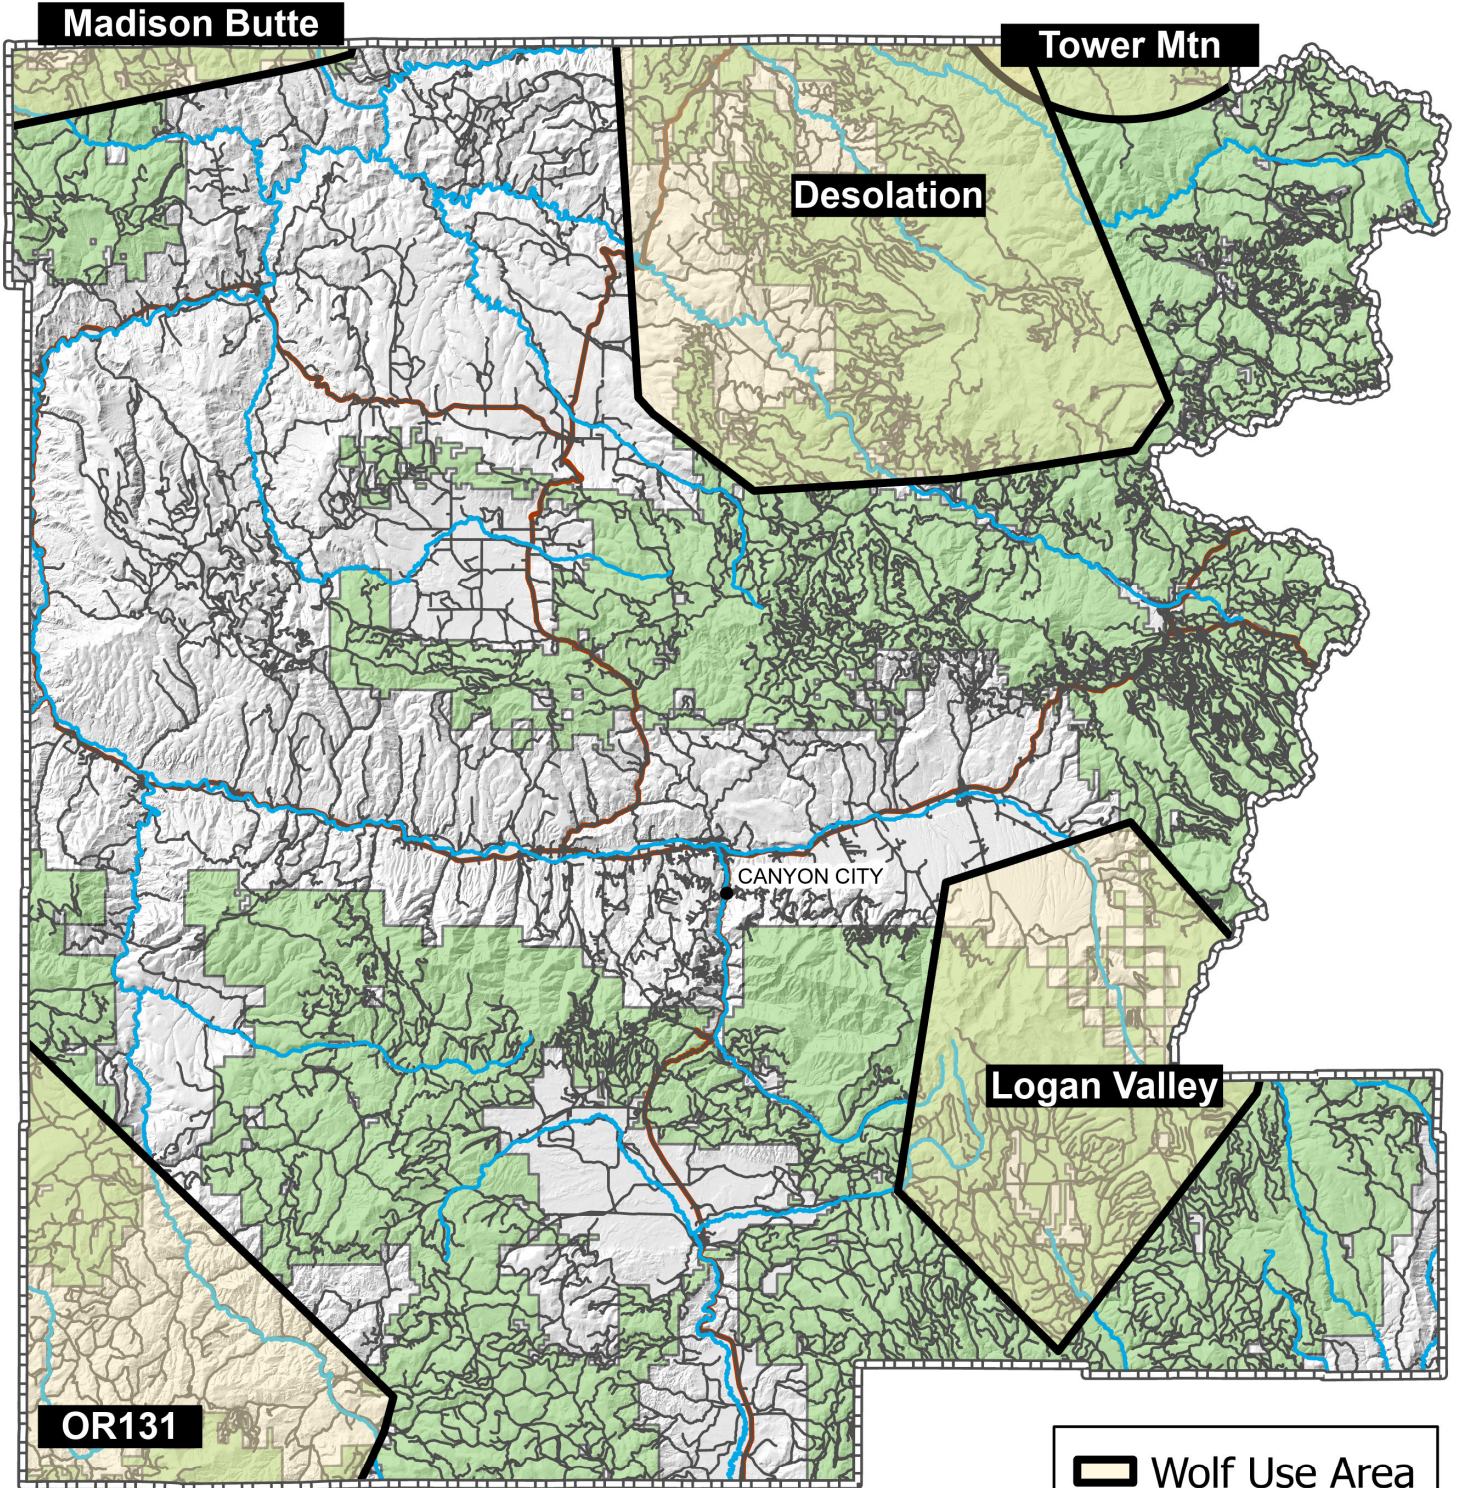 Madison Butte
Tower Mtn
Desolation
CANYON CITY
Logan Valley
OR131
Wolf Use Area